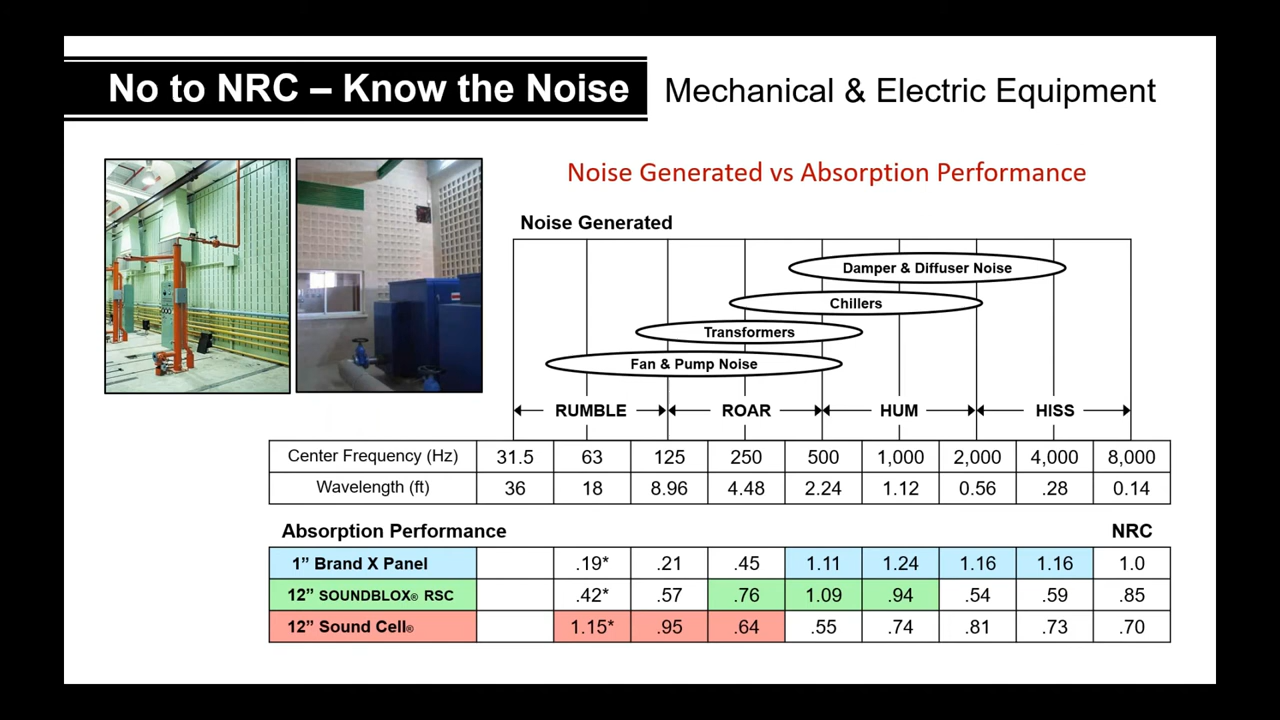 No to NRC – Know the Noise
Mechanical & Electric Equipment
Noise Generated vs Absorption Performance
Noise Generated
Damper & Diffuser Noise
Chillers
Transformers
Fan & Pump Noise
RUMBLE ROAR HUM HISS
Center Frequency (Hz) 31.5 63 125 250 500 1,000 2,000 4,000 8,000
Wavelength (ft) 36 18 8.96 4.48 2.24 1.12 0.56 .28 0.14
Absorption Performance NRC
1” Brand X Panel .19* .21 .45 1.11 1.24 1.16 1.16 1.0
12” SOUNDBLOX® RSC .42* .57 .76 1.09 .94 .54 .59 .85
12” Sound Cell® 1.15* .95 .64 .55 .74 .81 .73 .70